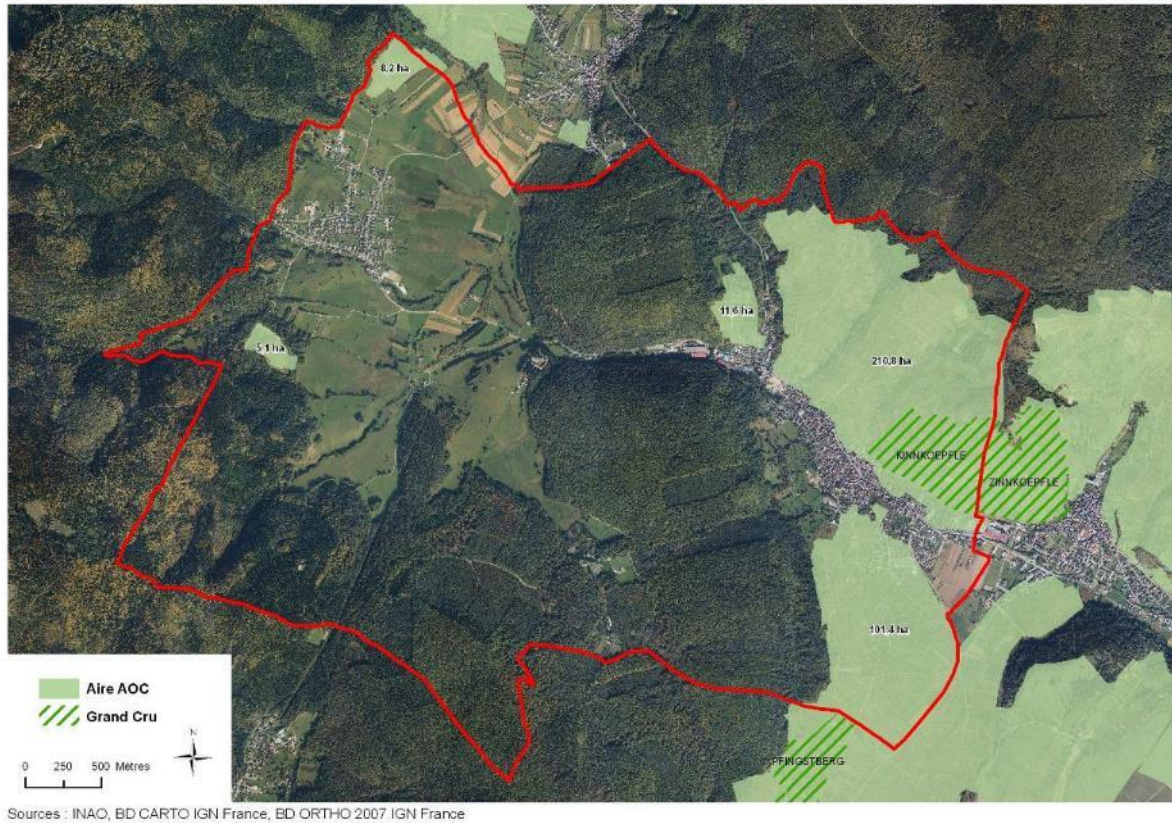 8,2 ha
11,6 ha
5,1 ha
210,8 ha
KINNKOEPFLE
ZINNKOEPFLE
101,4 ha
PFINGSTBERG
Aire AOC
Grand Cru
N
0 250 500 Mètres
Sources : INAO, BD CARTO IGN France, BD ORTHO 2007 IGN France